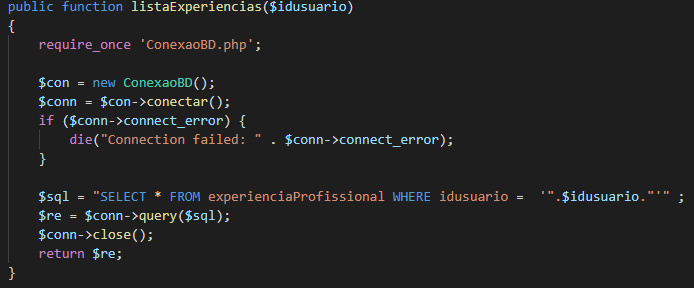 public function listaExperiencias($idusuario)
{
require_once 'ConexaoBD.php';
$con = new ConexaoBD();
$conn = $con->conectar();
if ($conn->connect_error) {
die("Connection failed: " . $conn->connect_error);
}
$sql = "SELECT * FROM experienciaProfissional WHERE idusuario =  '".$idusuario."'" ;
$re = $conn->query($sql);
$conn->close();
return $re;
}